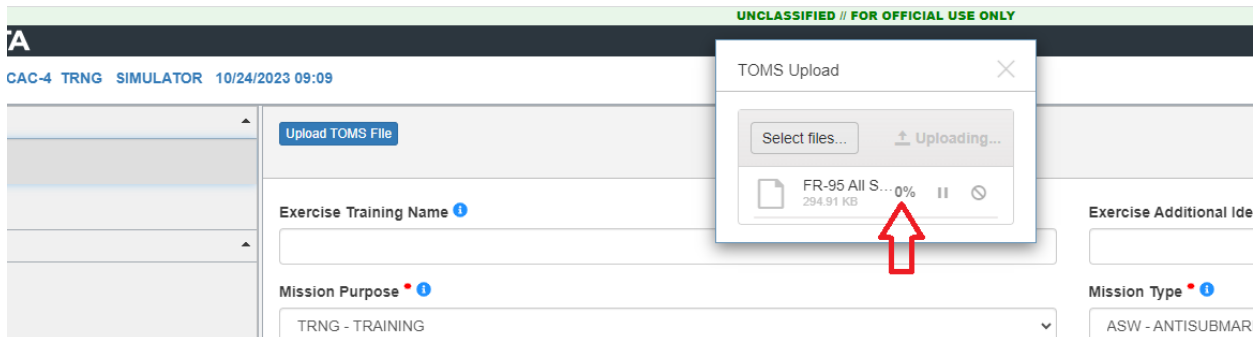 UNCLASSIFIED // FOR OFFICIAL USE ONLY
TA
CAC-4 TRNG SIMULATOR 10/24/2023 09:09
TOMS Upload
Upload TOMS FIle
Select files...
Uploading...
FR-95 All S... 0%
294.91 KB
Exercise Training Name
Exercise Additional Ide
Mission Purpose
Mission Type
TRNG - TRAINING
ASW - ANTISUBMAR